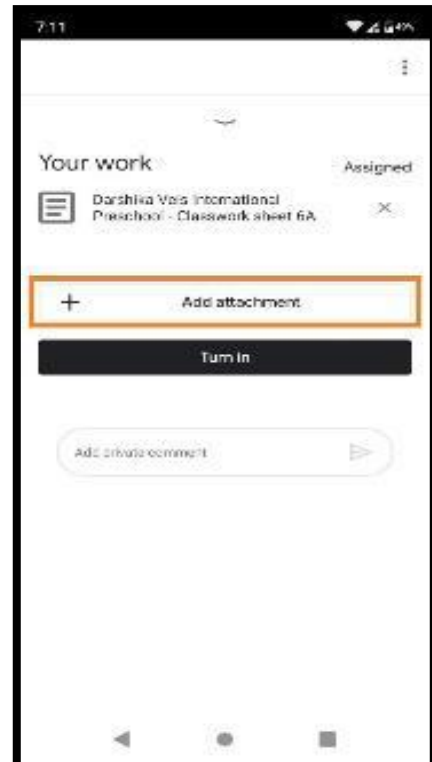 7:11
49%
Your work
Assigned
Darshika Vels International
Preschool - Classwork sheet 6A
Add attachment
Turn in
Add private comment